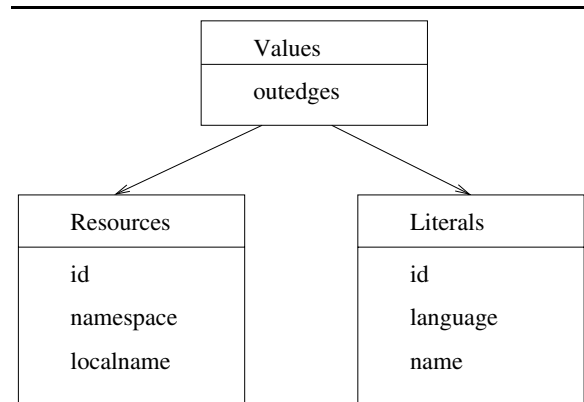 Values
outedges
Resources
id
namespace
localname
Literals
id
language
name